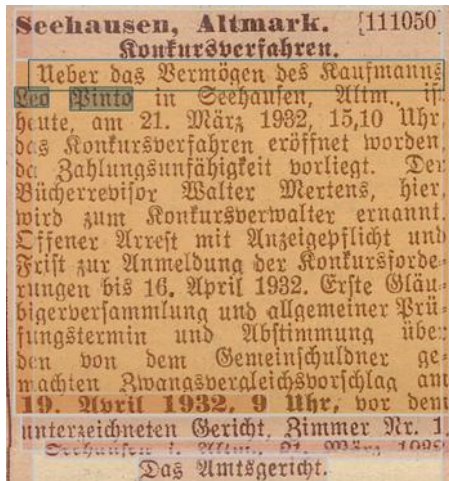 Seehausen, Altmark. [111050]
Konkursverfahren.
Ueber das Vermögen des Kaufmanns
Leo Pinto in Seehausen, Altm., ist
heute, am 21. März 1932, 15,10 Uhr,
das Konkursverfahren eröffnet worden,
da Zahlungsunfähigkeit vorliegt. Der
Bücherrevisor Walter Mertens, hier,
wird zum Konkursverwalter ernannt.
Offener Arrest mit Anzeigepflicht und
Frist zur Anmeldung der Konkursforde-
rungen bis 16. April 1932. Erste Gläu-
bigerversammlung und allgemeiner Prü-
fungstermin und Abstimmung über
den von dem Gemeinschuldner ge-
machten Zwangsvergleichsvorschlag am
19. April 1932, 9 Uhr, vor dem
unterzeichneten Gericht, Zimmer Nr. 1.
Seehausen i. Altm., 21. März 1932.
Das Amtsgericht.